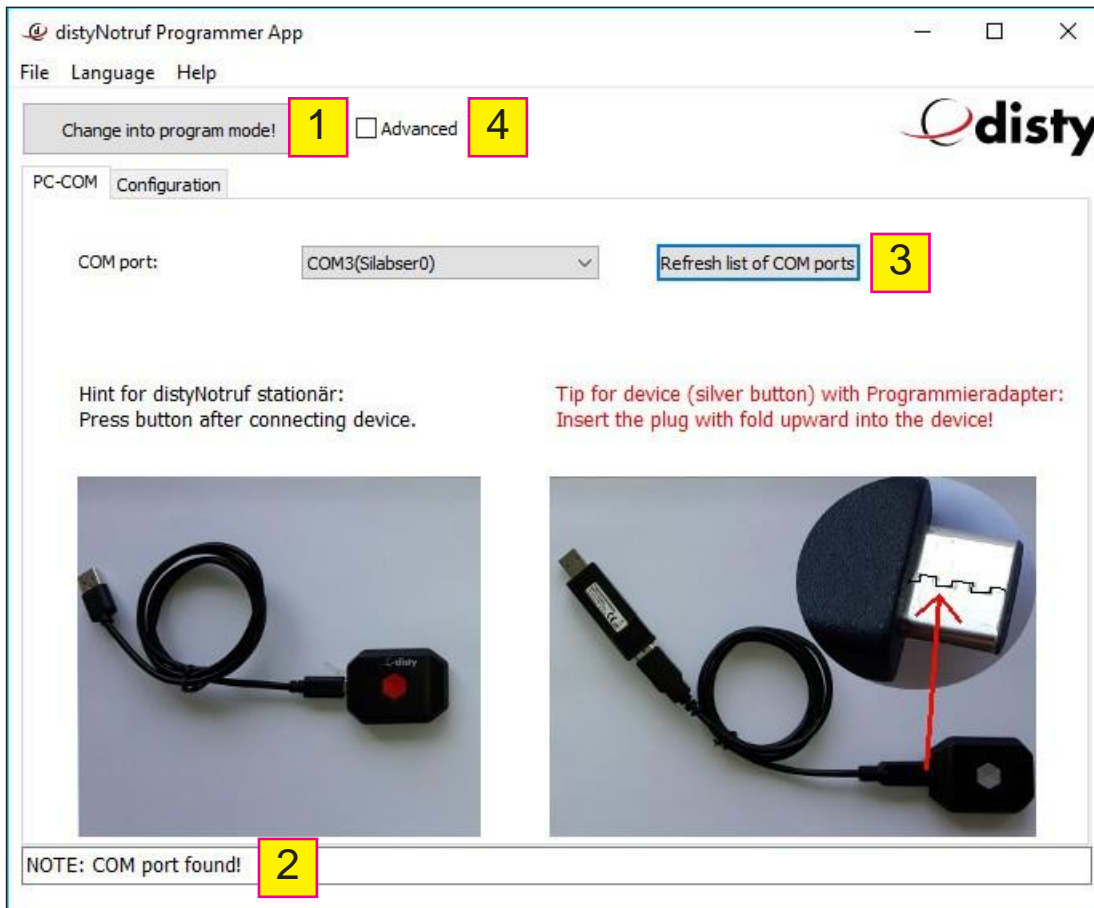 distyNotruf Programmer App
File Language Help
Change into program mode! 1 Advanced 4
disty
PC-COM Configuration
COM port: COM3(Silabser0) Refresh list of COM ports 3
Hint for distyNotruf stationär:
Press button after connecting device.
Tip for device (silver button) with Programmieradapter:
Insert the plug with fold upward into the device!
disty
NOTE: COM port found! 2